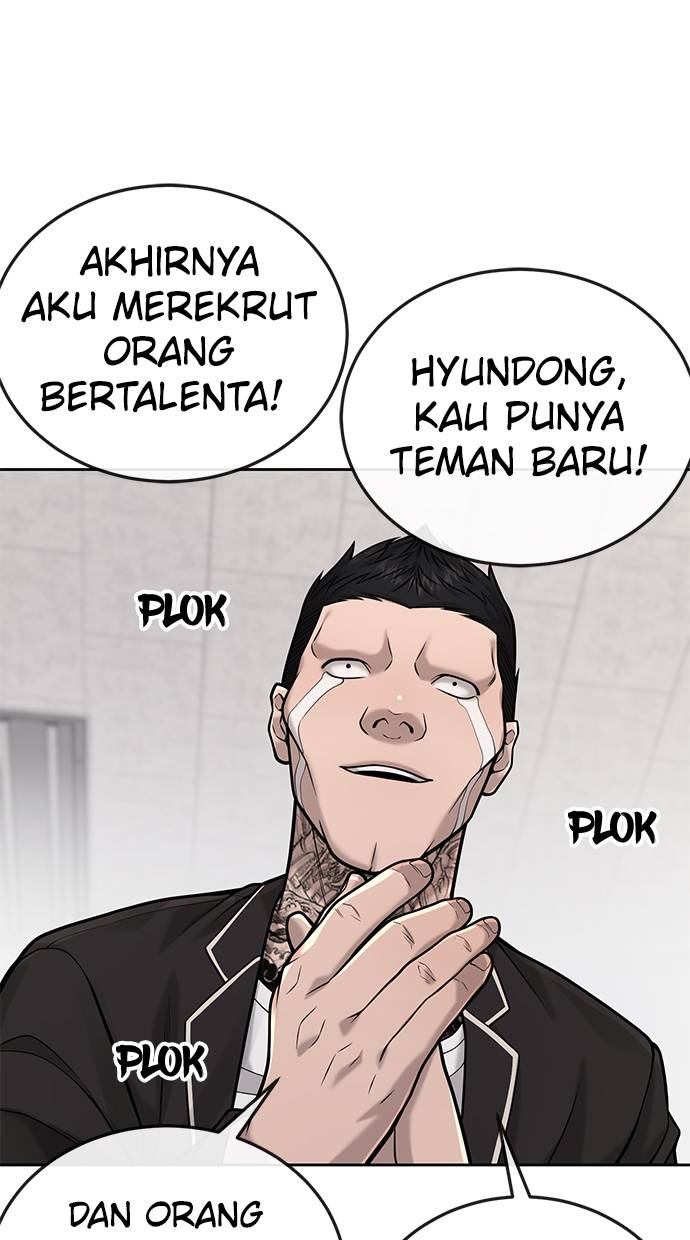 AKHIRNYA
AKU MEREKRUT
ORANG
BERTALENTA!
HYUNDONG,
KAU PUNYA
TEMAN BARU!
PLOK
PLOK
PLOK
DAN ORANG